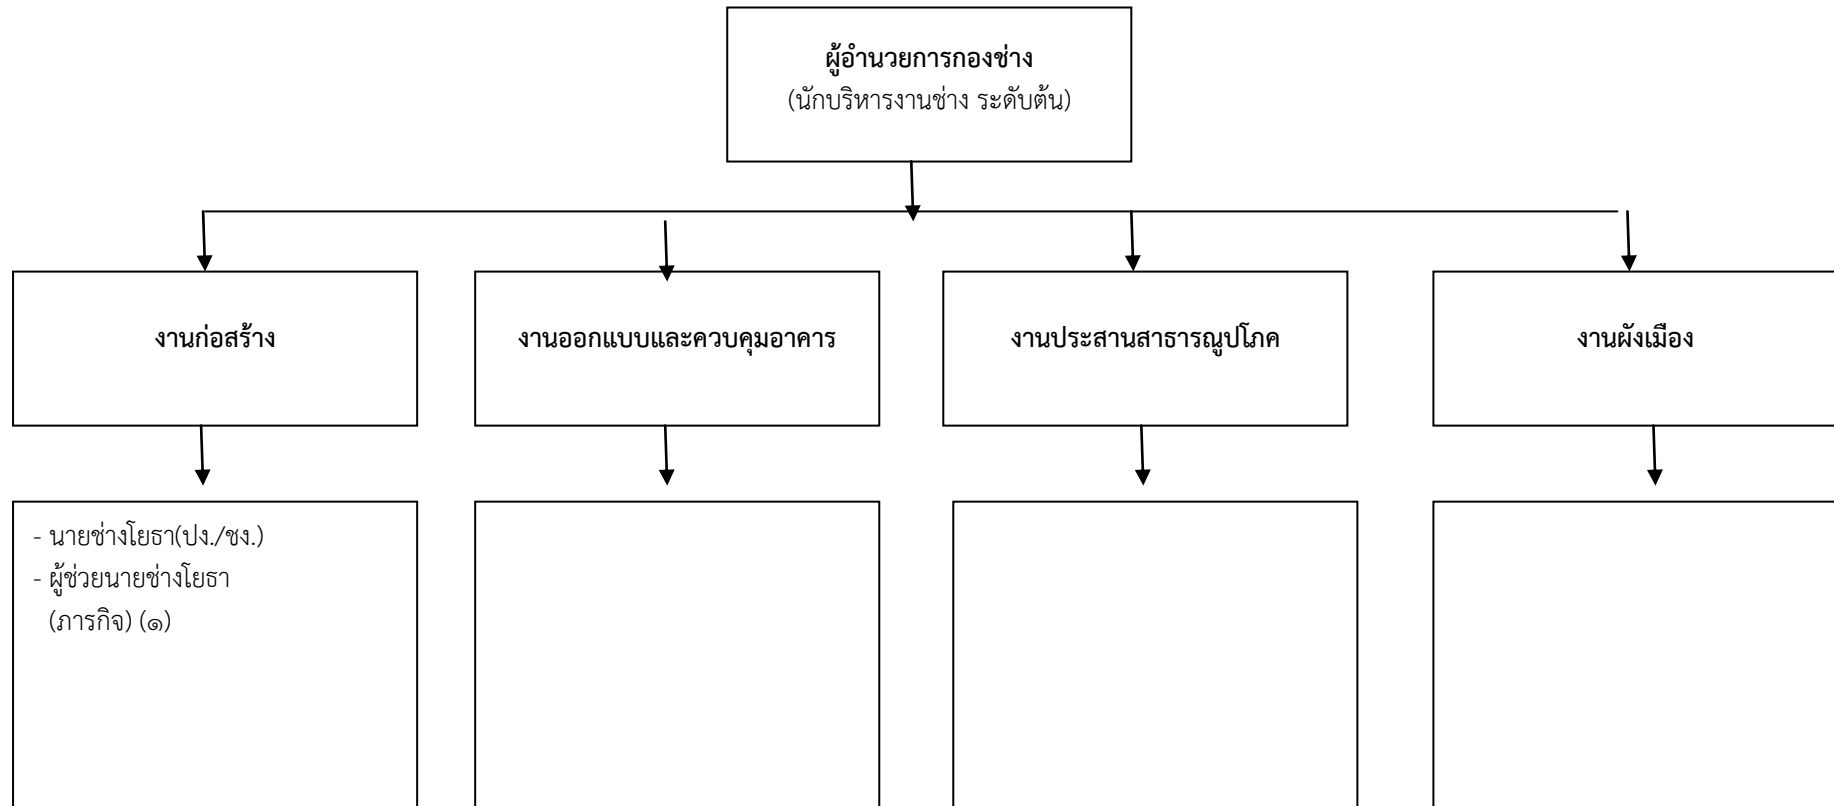 ผู้อำนวยการกองช่าง
(นักบริหารงานช่าง ระดับต้น)
งานก่อสร้าง
งานออกแบบและควบคุมอาคาร
งานประสานสาธารณูปโภค
งานผังเมือง
- นายช่างโยธา(ปง./ชง.)
- ผู้ช่วยนายช่างโยธา
(ภารกิจ) (๑)